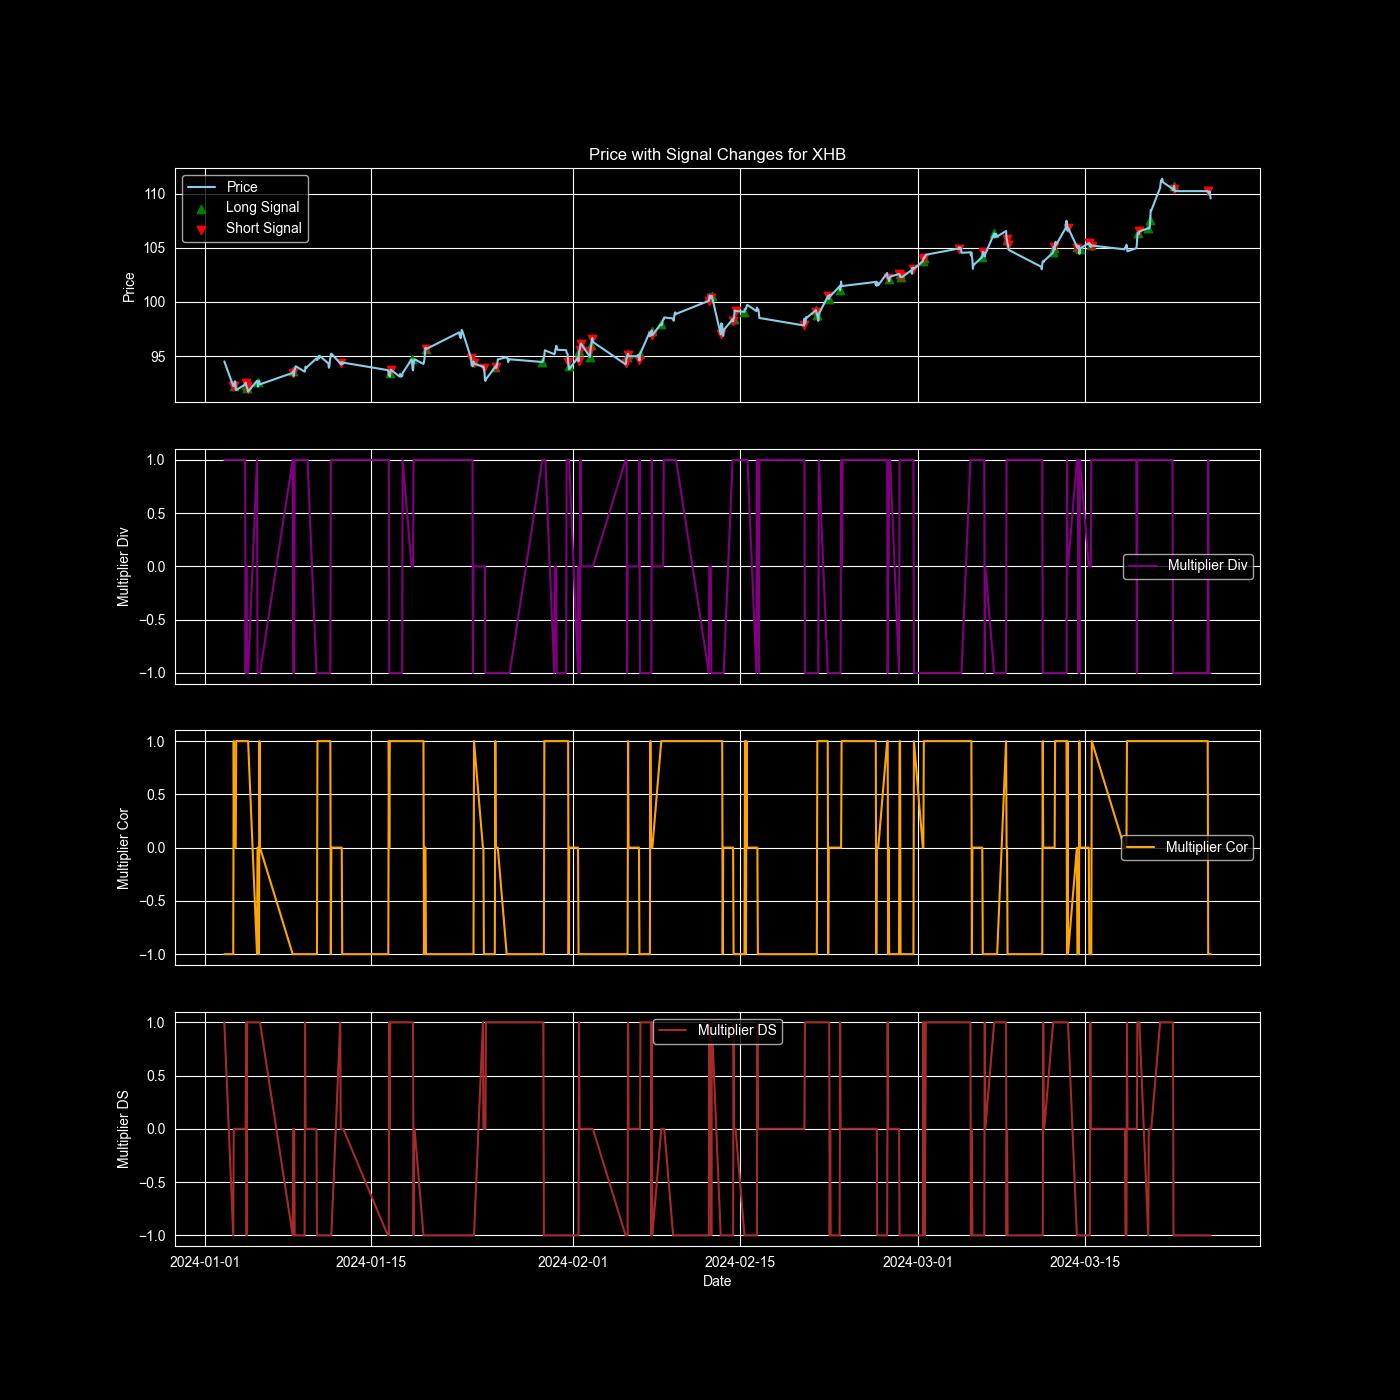 Price with Signal Changes for XHB
Price
Long Signal
Short Signal
110
105
100
95
Price
1.0
0.5
0.0
−0.5
−1.0
Multiplier Div
Multiplier Div
1.0
0.5
0.0
−0.5
−1.0
Multiplier Cor
Multiplier Cor
1.0
0.5
0.0
−0.5
−1.0
Multiplier DS
Multiplier DS
2024-01-01 2024-01-15 2024-02-01 2024-02-15 2024-03-01 2024-03-15
Date